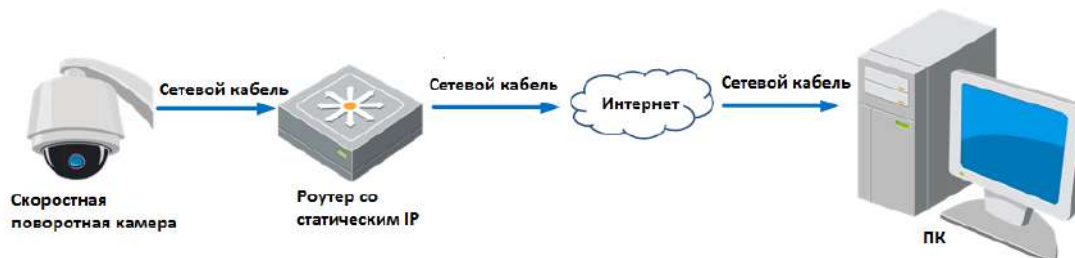 Сетевой кабель
Сетевой кабель
Интернет
Сетевой кабель
Скоростная
поворотная камера
Роутер со
статическим IP
ПК